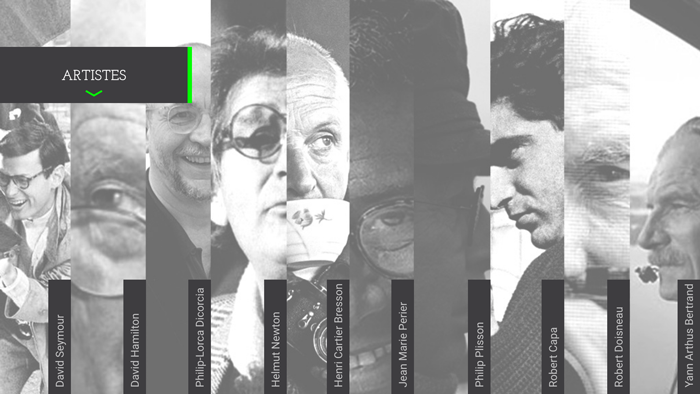 ARTISTES
David Seymour
David Hamilton
Philip-Lorca Dicorcia
Helmut Newton
Henri Cartier Bresson
Jean Marie Perier
Philip Plisson
Robert Capa
Robert Doisneau
Yann Arthus Bertrand